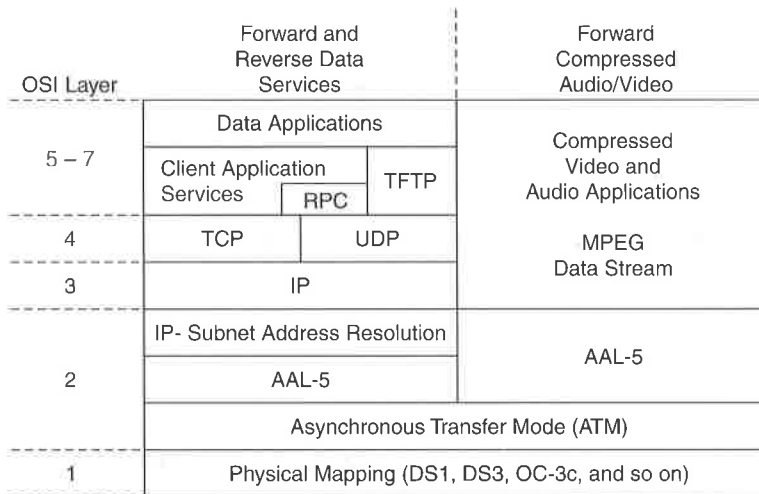 OSI Layer
Forward and
Reverse Data
Services
Forward
Compressed
Audio/Video
5 – 7
Data Applications
Client Application
Services
RPC
TFTP
Compressed
Video and
Audio Applications
4
TCP
UDP
MPEG
Data Stream
3
IP
2
IP- Subnet Address Resolution
AAL-5
AAL-5
Asynchronous Transfer Mode (ATM)
1
Physical Mapping (DS1, DS3, OC-3c, and so on)